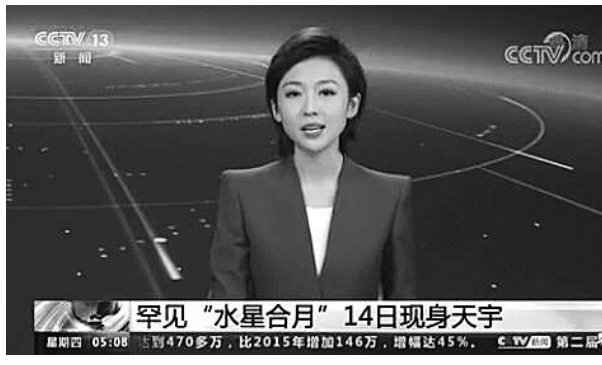 CCTV 13
新闻
CCTV com
罕见“水星合月”14日现身天宇
星期四 05:08 达到470多万，比2015年增加146万，增幅达45%。 CCTV新闻 第二届